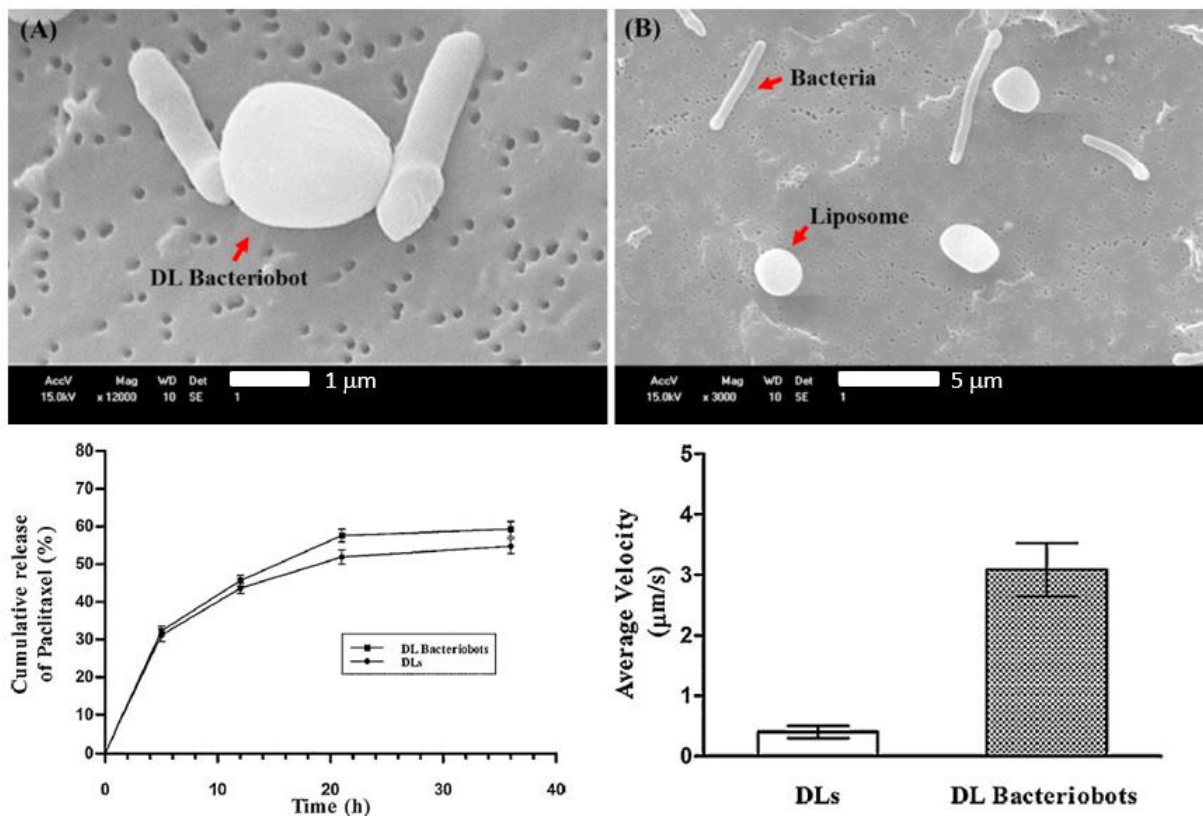 (A)
DL Bacteriobot
AccV Mag WD Det 1 μm
15.0kV x 12000 10 SE 1
(B)
Bacteria
Liposome
AccV Mag WD Det 5 μm
15.0kV x 3000 10 SE 1
Cumulative release
of Paclitaxel (%)
80
70
60
50
40
30
20
10
0
DL Bacteriobots
DLs
0 10 20 30 40
Time (h)
Average Velocity
(μm/s)
5
4
3
2
1
0
DLs DL Bacteriobots